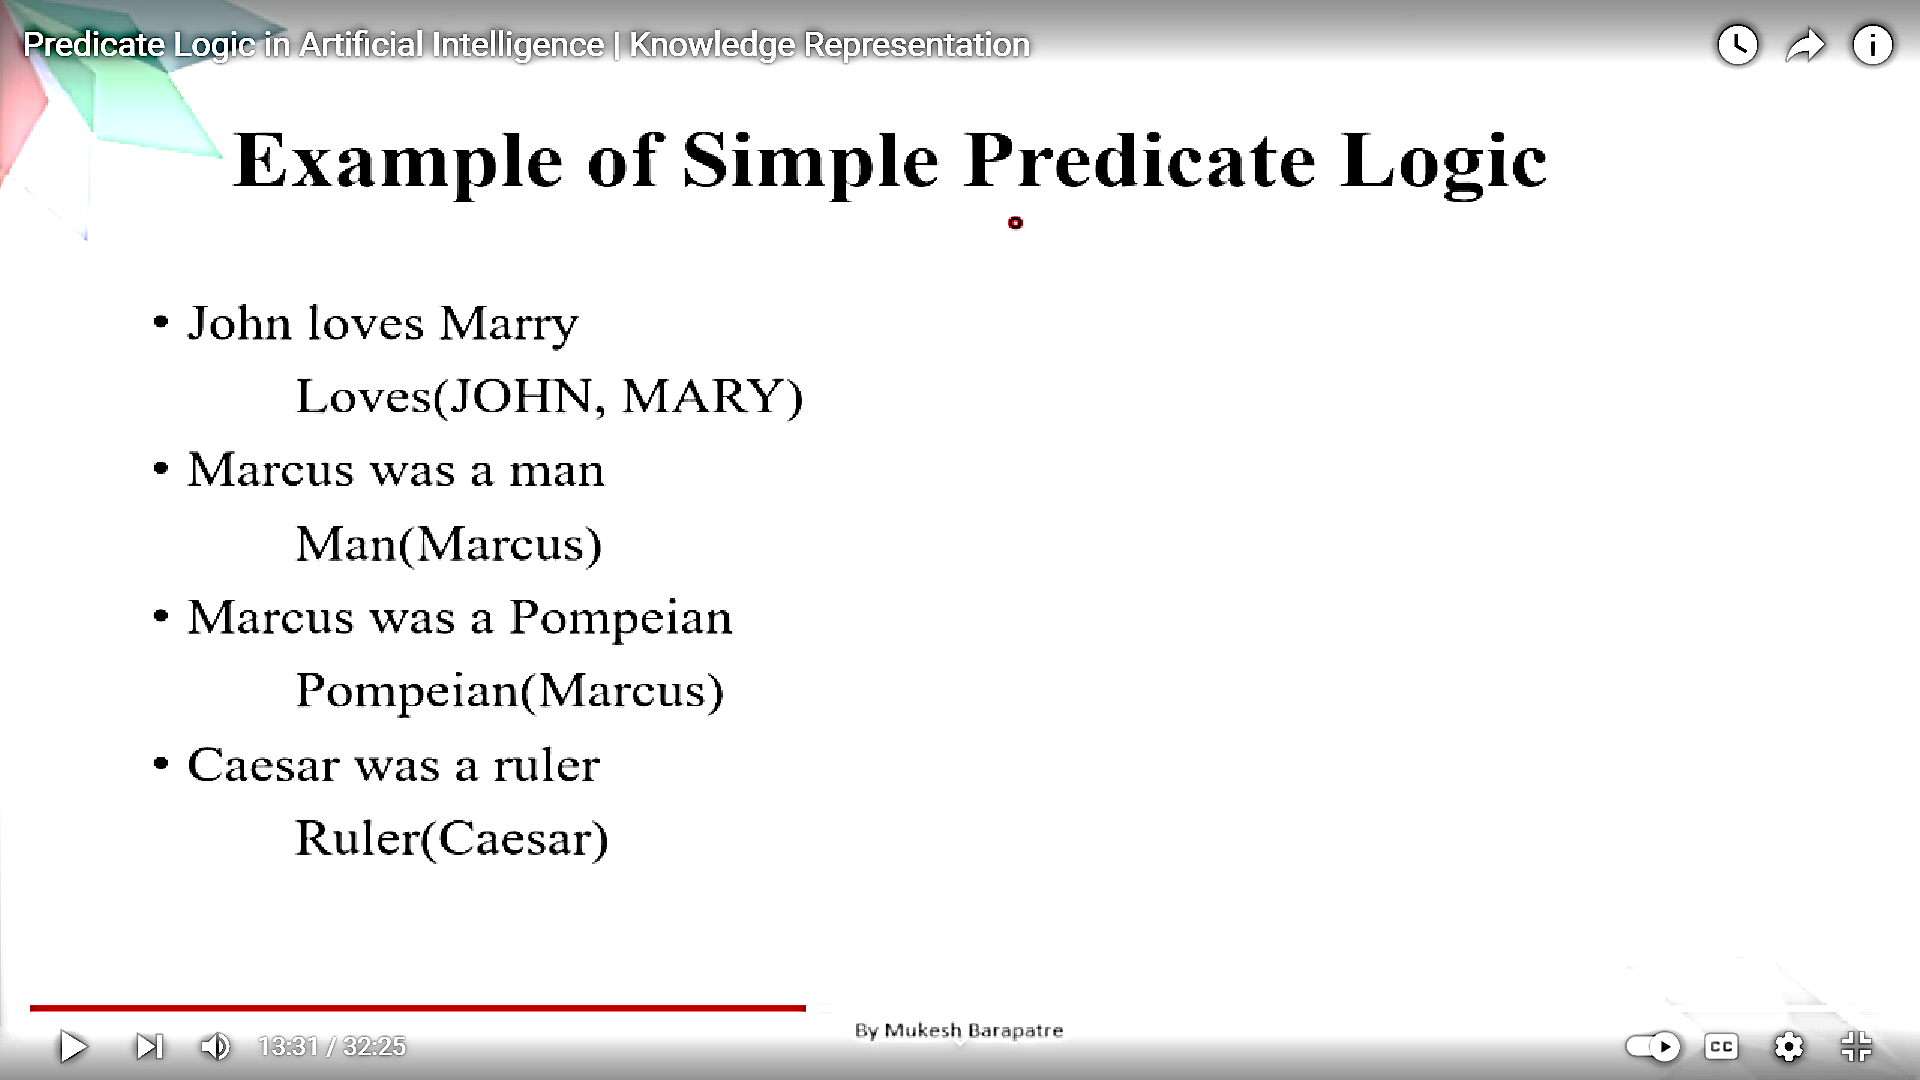 Predicate Logic in Artificial Intelligence | Knowledge Representation
Example of Simple Predicate Logic
• John loves Marry
Loves(JOHN, MARY)
• Marcus was a man
Man(Marcus)
• Marcus was a Pompeian
Pompeian(Marcus)
• Caesar was a ruler
Ruler(Caesar)
By Mukesh Barapatre
13:31 / 32:25
CC